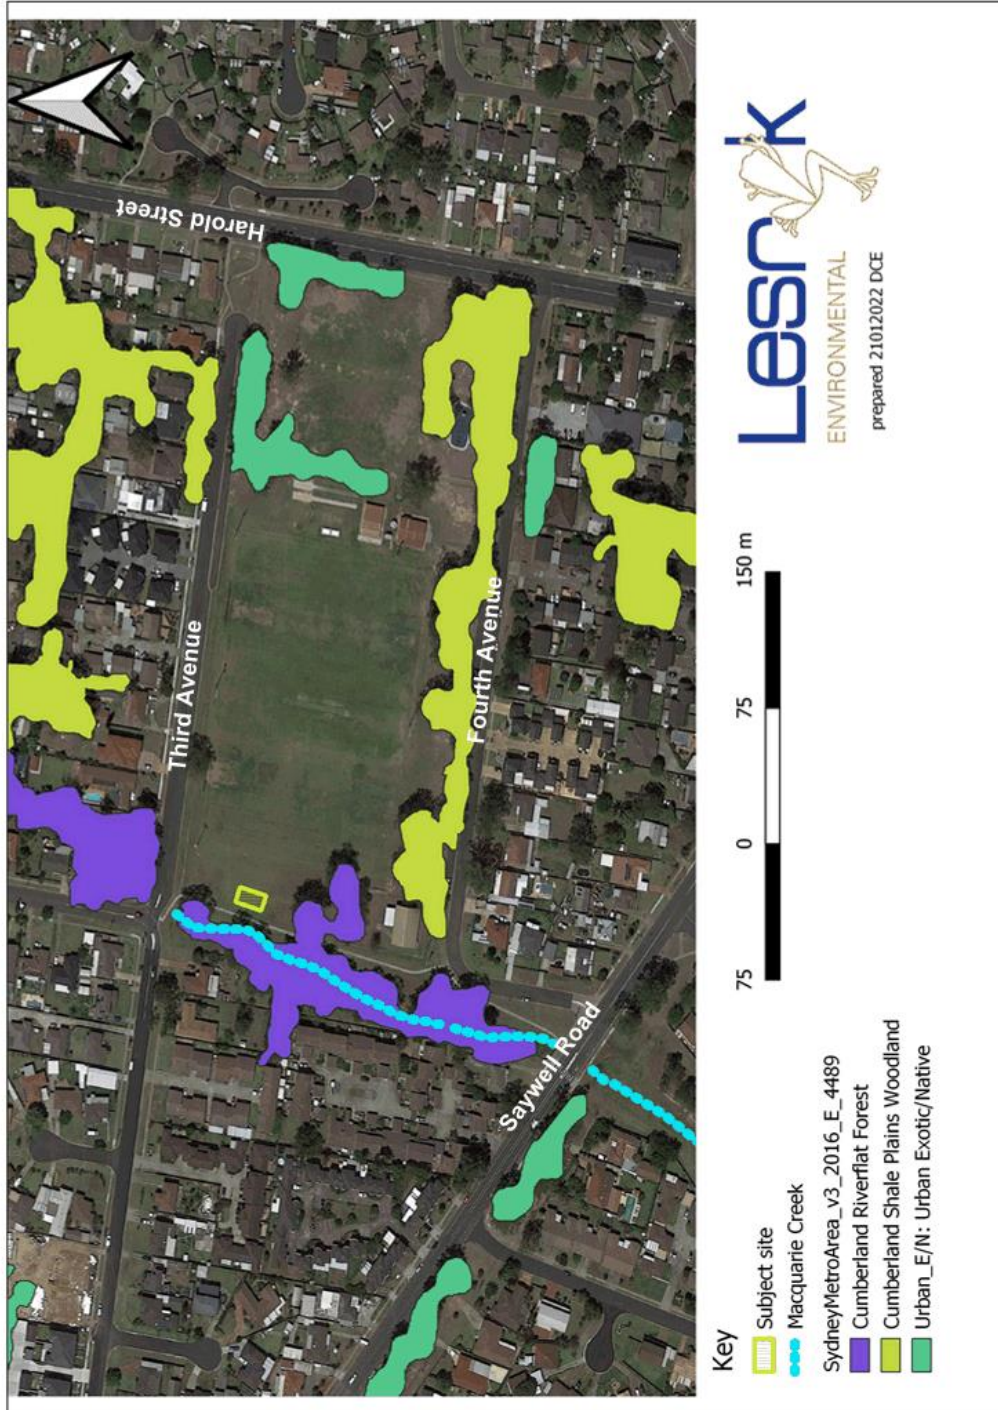 Harold Street
Third Avenue
Fourth Avenue
Saywell Road
Key
Subject site
Macquarie Creek
SydneyMetroArea_v3_2016_E_4489
Cumberland Riverflat Forest
Cumberland Shale Plains Woodland
Urban_E/N: Urban Exotic/Native
75 0 75 150 m
Lesryk
ENVIRONMENTAL
prepared 21012022 DCE